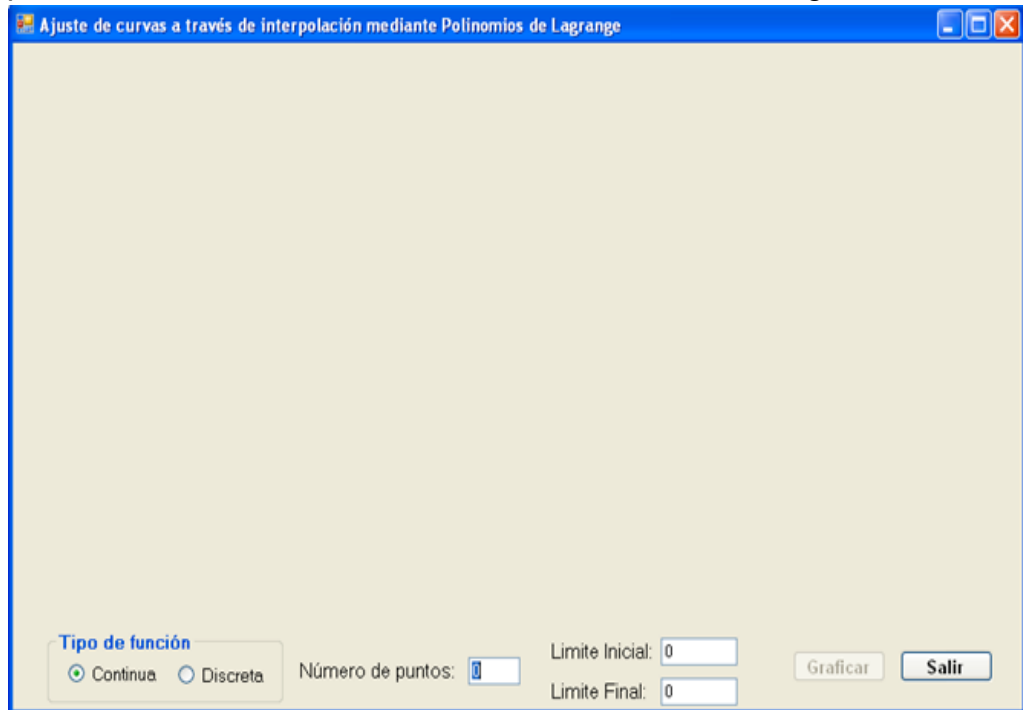 Ajuste de curvas a través de interpolación mediante Polinomios de Lagrange
Tipo de función
Continua Discreta
Número de puntos: 0
Limite Inicial: 0
Limite Final: 0
Graficar Salir